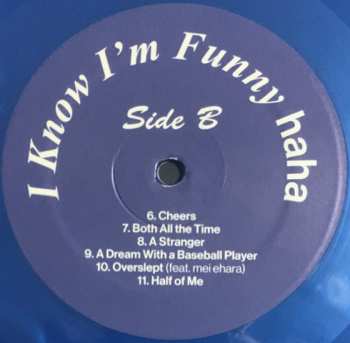 I Know I'm Funny haha
Side B
6. Cheers
7. Both All the Time
8. A Stranger
9. A Dream With a Baseball Player
10. Overslept (feat. mei ehara)
11. Half of Me